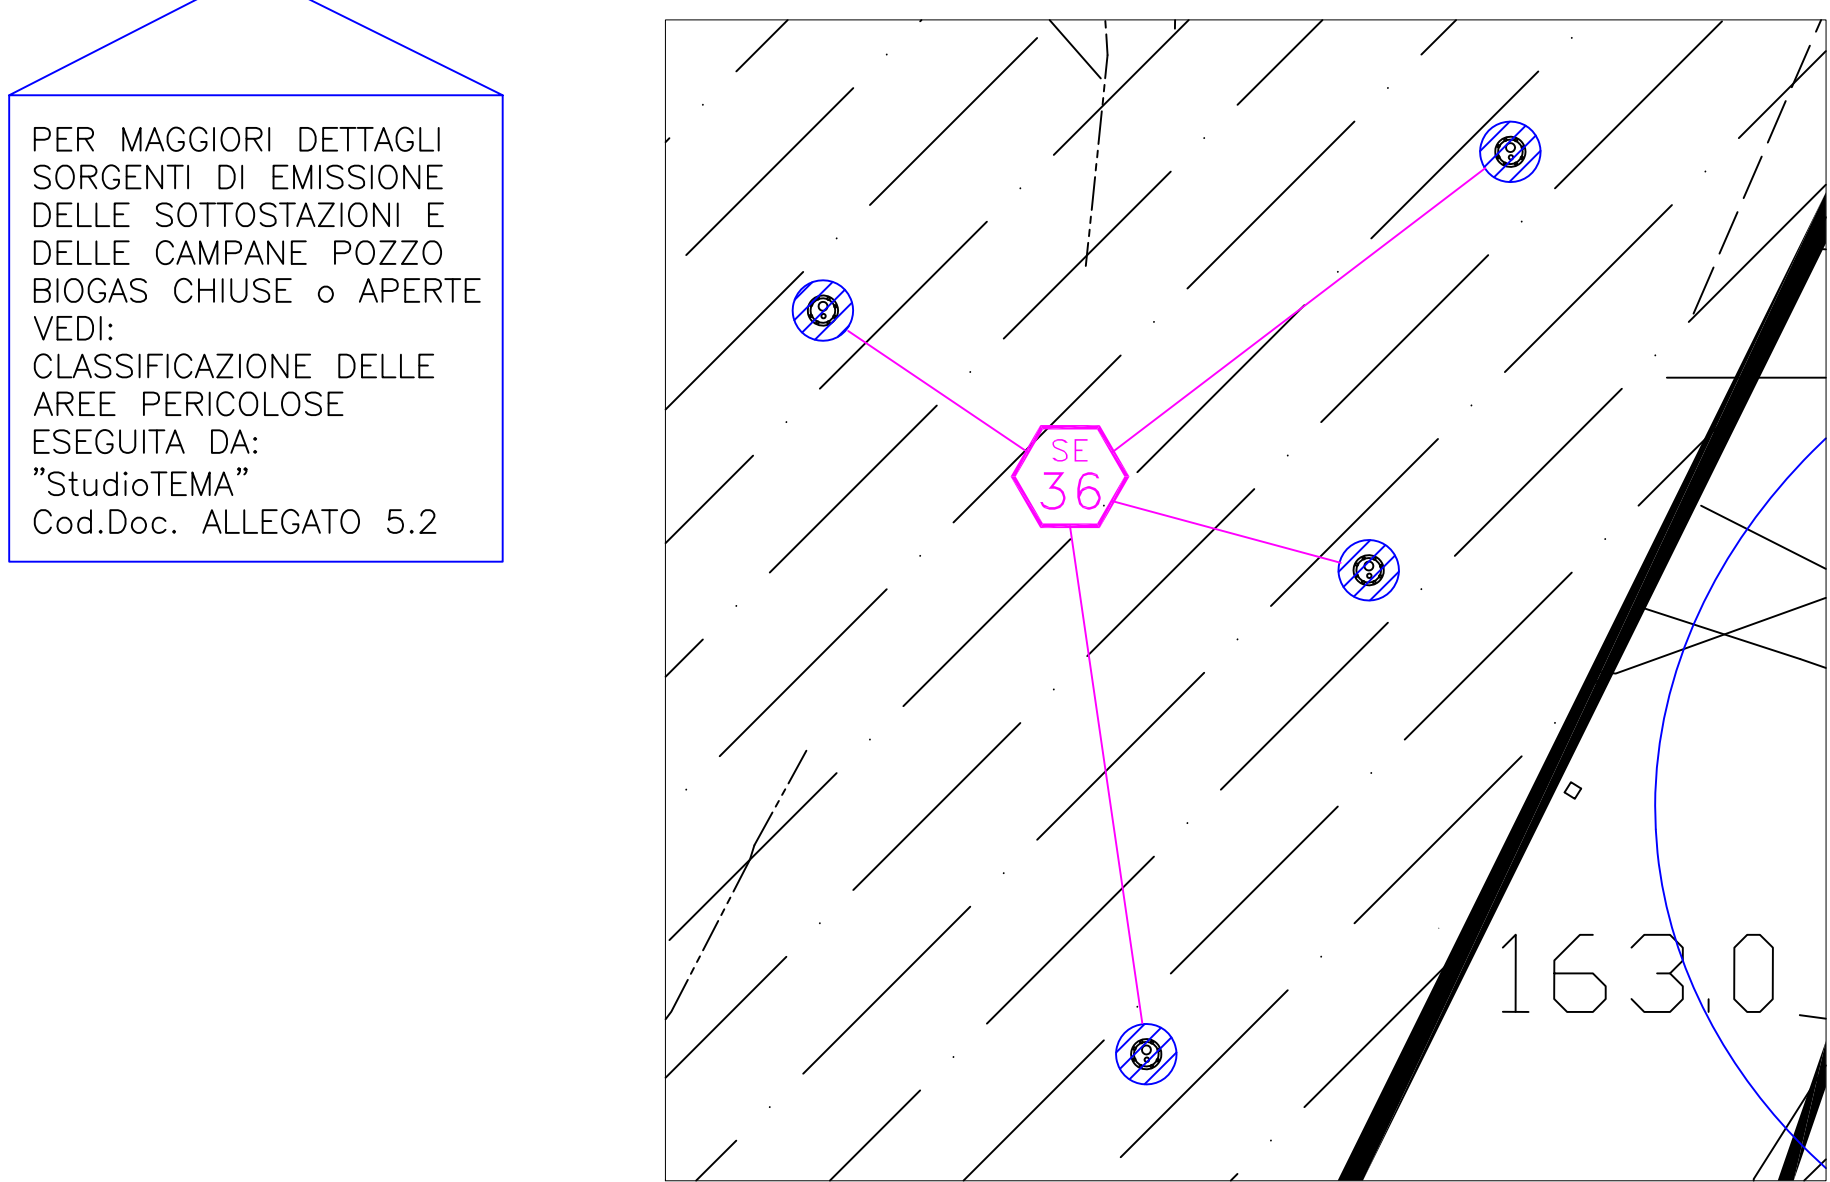 PER MAGGIORI DETTAGLI
SORGENTI DI EMISSIONE
DELLE SOTTOSTAZIONI E
DELLE CAMPANE POZZO
BIOGAS CHIUSE o APERTE
VEDI:
CLASSIFICAZIONE DELLE
AREE PERICOLOSE
ESEGUITA DA:
"StudioTEMA"
Cod.Doc. ALLEGATO 5.2
SE
36
163,0